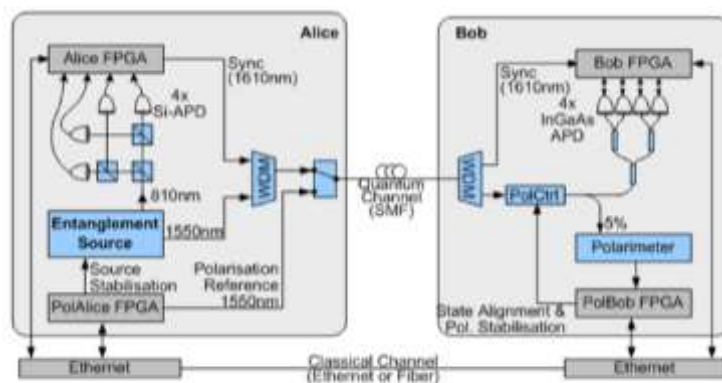 Alice
Alice FPGA
Sync
(1610nm)
4x
Si-APD
810nm
WDM
Entanglement
Source
1550nm
Source
Stabilisation
Polarisation
Reference
1550nm
PolAlice FPGA
Ethernet
Quantum
Channel
(SMF)
Classical Channel
(Ethernet or Fiber)
Bob
Bob FPGA
Sync
(1610nm)
4x
InGaAs
APD
WDM
PolCtrl
5%
Polarimeter
State Alignment &
Pol. Stabilisation
PolBob FPGA
Ethernet